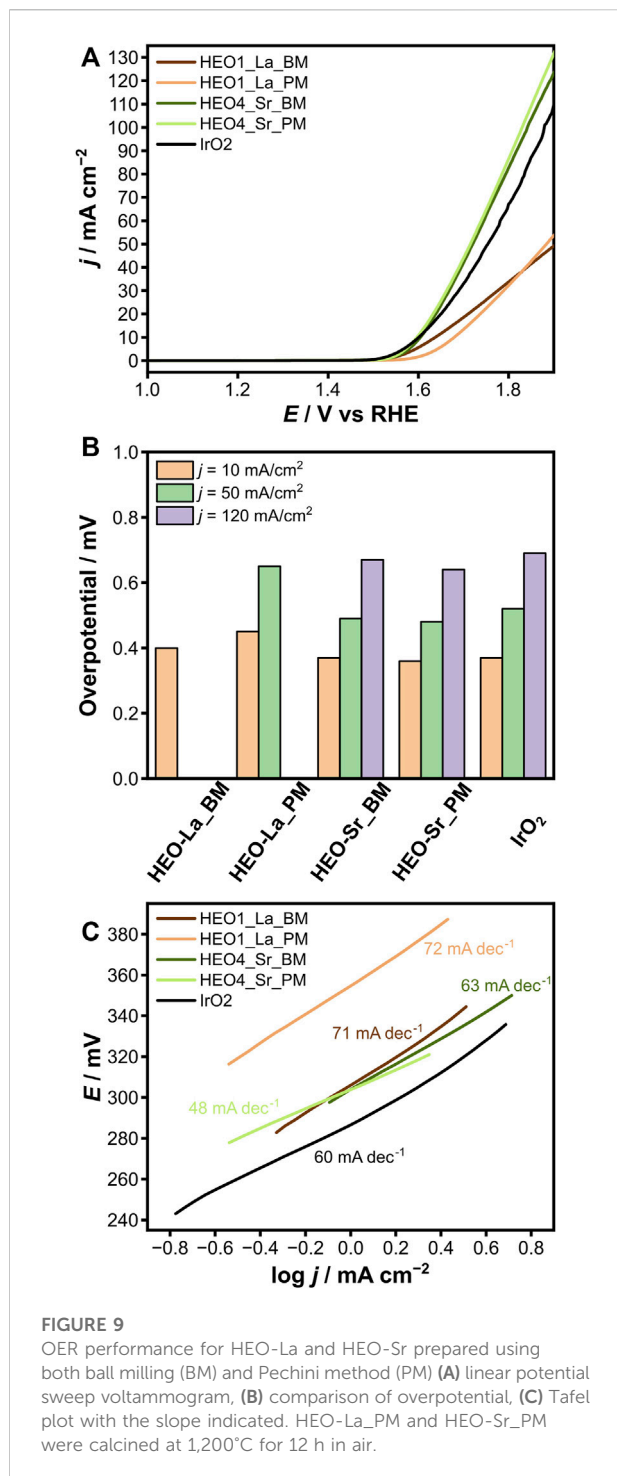 A
130
120
110
100
90
80
70
60
50
40
30
20
10
0
j / mA cm⁻²
HEO1_La_BM
HEO1_La_PM
HEO4_Sr_BM
HEO4_Sr_PM
IrO2
1.0 1.2 1.4 1.6 1.8
E / V vs RHE
B
1.0
0.8
0.6
0.4
0.2
0.0
Overpotential / mV
j = 10 mA/cm²
j = 50 mA/cm²
j = 120 mA/cm²
HEO-La_BM
HEO-La_PM
HEO-Sr_BM
HEO-Sr_PM
IrO₂
C
380
360
340
320
300
280
260
240
E / mV
HEO1_La_BM
HEO1_La_PM
HEO4_Sr_BM
HEO4_Sr_PM
IrO2
72 mA dec⁻¹
63 mA dec⁻¹
71 mA dec⁻¹
48 mA dec⁻¹
60 mA dec⁻¹
−0.8 −0.6 −0.4 −0.2 0.0 0.2 0.4 0.6 0.8
log j / mA cm⁻²
FIGURE 9
OER performance for HEO-La and HEO-Sr prepared using
both ball milling (BM) and Pechini method (PM) (A) linear potential
sweep voltammogram, (B) comparison of overpotential, (C) Tafel
plot with the slope indicated. HEO-La_PM and HEO-Sr_PM
were calcined at 1,200°C for 12 h in air.